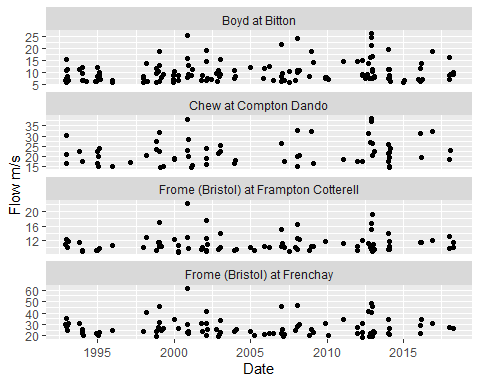 Boyd at Bitton
25
20
15
10
5
Chew at Compton Dando
35
30
25
20
15
Flow m/s
Frome (Bristol) at Frampton Cotterell
20
16
12
Frome (Bristol) at Frenchay
60
50
40
30
20
1995 2000 2005 2010 2015
Date